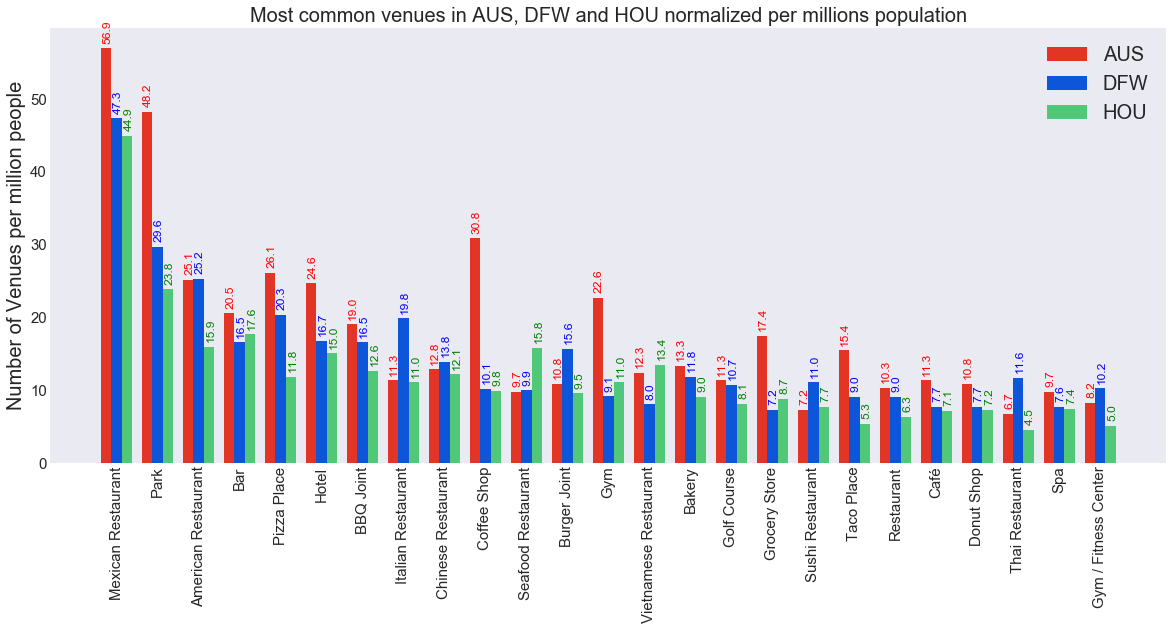 Most common venues in AUS, DFW and HOU normalized per millions population
Number of Venues per million people
0
10
20
30
40
50
AUS
DFW
HOU
56.9
47.3
44.9
48.2
29.6
23.8
25.1
25.2
15.9
20.5
16.5
17.6
26.1
20.3
11.8
24.6
16.7
15.0
19.0
16.5
12.6
11.3
19.8
11.0
12.8
13.8
12.1
30.8
10.1
9.8
9.7
9.9
15.8
10.8
15.6
9.5
22.6
9.1
11.0
12.3
8.0
13.4
13.3
11.8
9.0
11.3
10.7
8.1
17.4
7.2
8.7
7.2
11.0
7.7
15.4
9.0
5.3
10.3
9.0
6.3
11.3
7.7
7.1
10.8
7.7
7.2
6.7
11.6
4.5
9.7
7.6
7.4
8.2
10.2
5.0
Mexican Restaurant
Park
American Restaurant
Bar
Pizza Place
Hotel
BBQ Joint
Italian Restaurant
Chinese Restaurant
Coffee Shop
Seafood Restaurant
Burger Joint
Gym
Vietnamese Restaurant
Bakery
Golf Course
Grocery Store
Sushi Restaurant
Taco Place
Restaurant
Café
Donut Shop
Thai Restaurant
Spa
Gym / Fitness Center